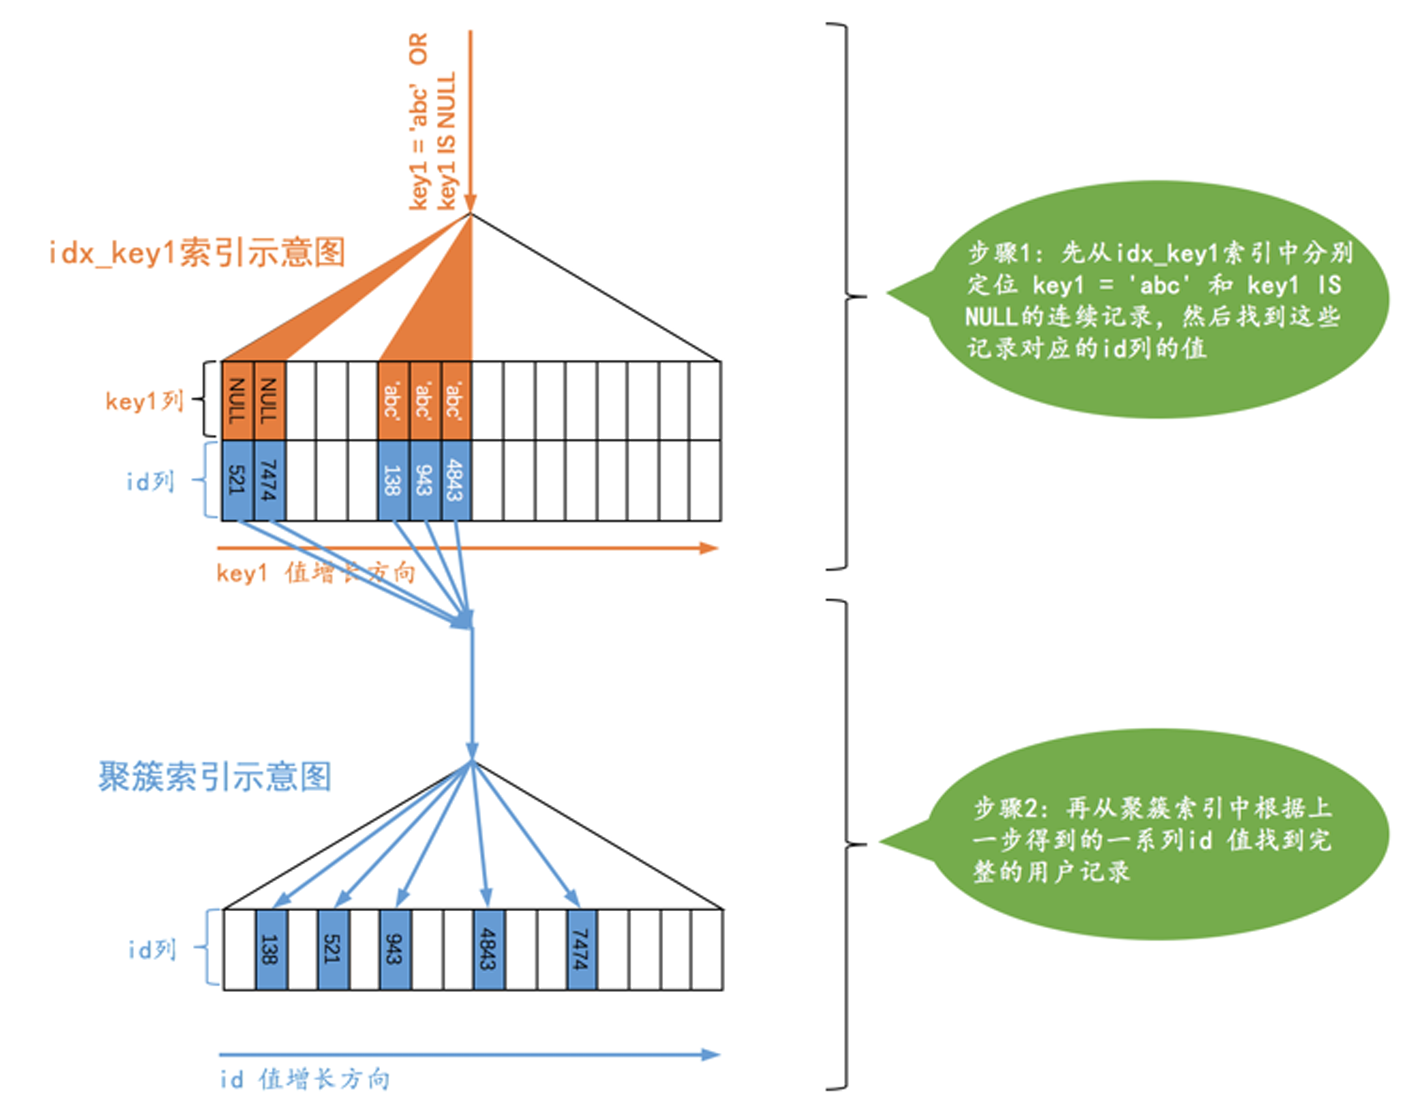 key1 = 'abc' OR
key1 IS NULL
idx_key1索引示意图
步骤1: 先从idx_key1索引中分别
定位 key1 = 'abc' 和 key1 IS
NULL的连续记录, 然后找到这些
记录对应的id列的值
key1列
NULL
NULL
'abc'
'abc'
'abc'
id列
521
7474
138
943
4843
key1 值增长方向
聚簇索引示意图
步骤2: 再从聚簇索引中根据上
一步得到的一系列id 值找到完
整的用户记录
id列
138
521
943
4843
7474
id 值增长方向